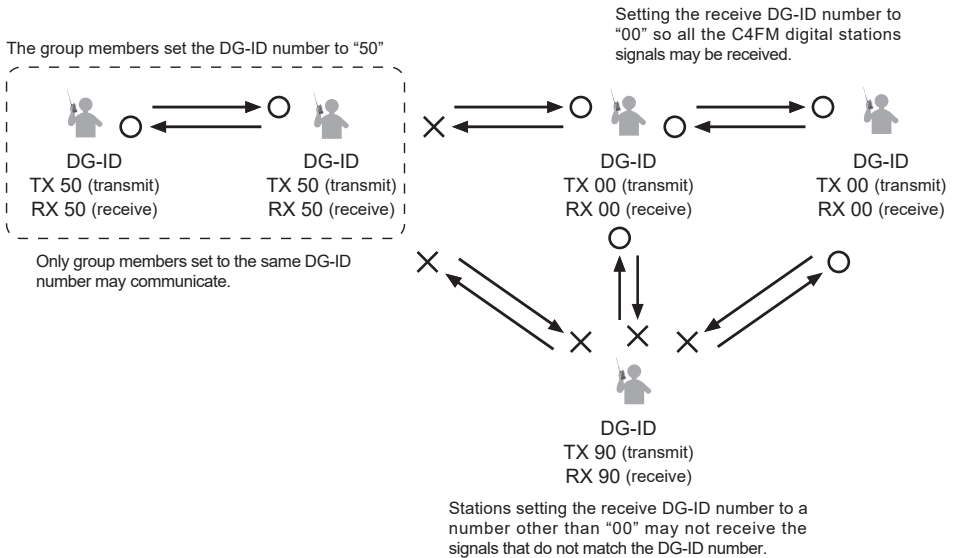 Setting the receive DG-ID number to
“00” so all the C4FM digital stations
signals may be received.
The group members set the DG-ID number to “50”
DG-ID
TX 50 (transmit)
RX 50 (receive)
DG-ID
TX 50 (transmit)
RX 50 (receive)
DG-ID
TX 00 (transmit)
RX 00 (receive)
DG-ID
TX 00 (transmit)
RX 00 (receive)
Only group members set to the same DG-ID
number may communicate.
DG-ID
TX 90 (transmit)
RX 90 (receive)
Stations setting the receive DG-ID number to a
number other than “00” may not receive the
signals that do not match the DG-ID number.